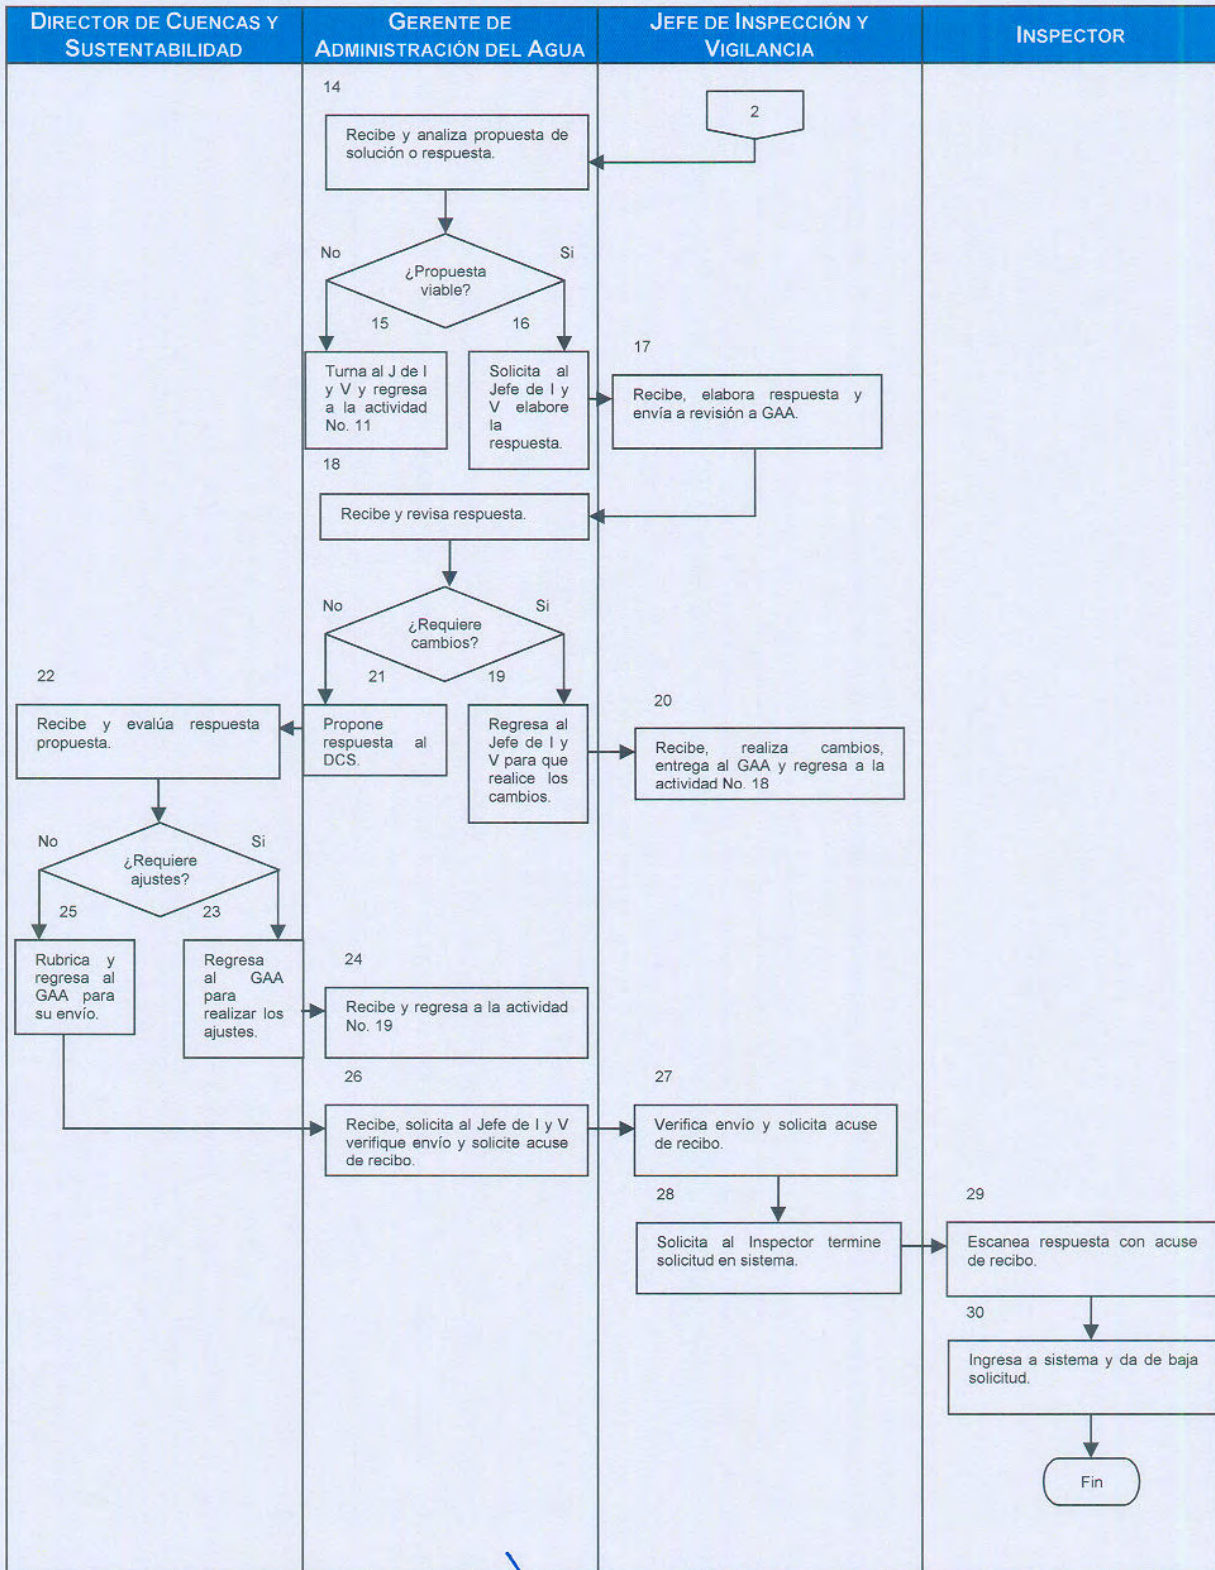 DIRECTOR DE CUENCAS Y
SUSTENTABILIDAD
GERENTE DE
ADMINISTRACIÓN DEL AGUA
JEFE DE INSPECCIÓN Y
VIGILANCIA
INSPECTOR
14
2
Recibe y analiza propuesta de
solución o respuesta.
No
Si
¿Propuesta
viable?
15
16
17
Turna al J de I
y V y regresa
a la actividad
No. 11
Solicita al
Jefe de I y
V elabore
la
respuesta.
Recibe, elabora respuesta y
envía a revisión a GAA.
18
Recibe y revisa respuesta.
No
Si
¿Requiere
cambios?
22
21
19
20
Recibe y evalúa respuesta
propuesta.
Propone
respuesta al
DCS.
Regresa al
Jefe de I y
V para que
realice los
cambios.
Recibe, realiza cambios,
entrega al GAA y regresa a la
actividad No. 18
No
Si
¿Requiere
ajustes?
25
23
24
Rubrica y
regresa al
GAA para
su envío.
Regresa
al GAA
para
realizar los
ajustes.
Recibe y regresa a la actividad
No. 19
26
27
Recibe, solicita al Jefe de I y V
verifique envío y solicite acuse
de recibo.
Verifica envío y solicita acuse
de recibo.
28
29
Solicita al Inspector termine
solicitud en sistema.
Escanea respuesta con acuse
de recibo.
30
Ingresa a sistema y da de baja
solicitud.
Fin